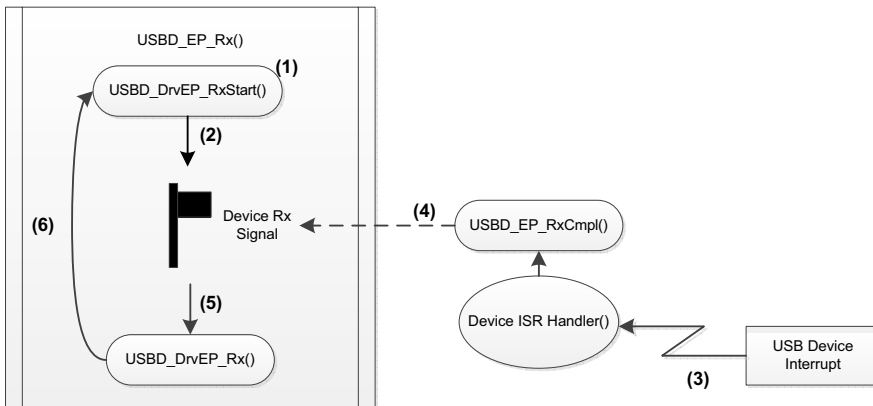 USBD_EP_Rx()
(1)
USBD_DrvEP_RxStart()
(2)
(6)
Device Rx
Signal
(4)
USBD_EP_RxCmpl()
(5)
Device ISR Handler()
USB Device
Interrupt
(3)
USBD_DrvEP_Rx()